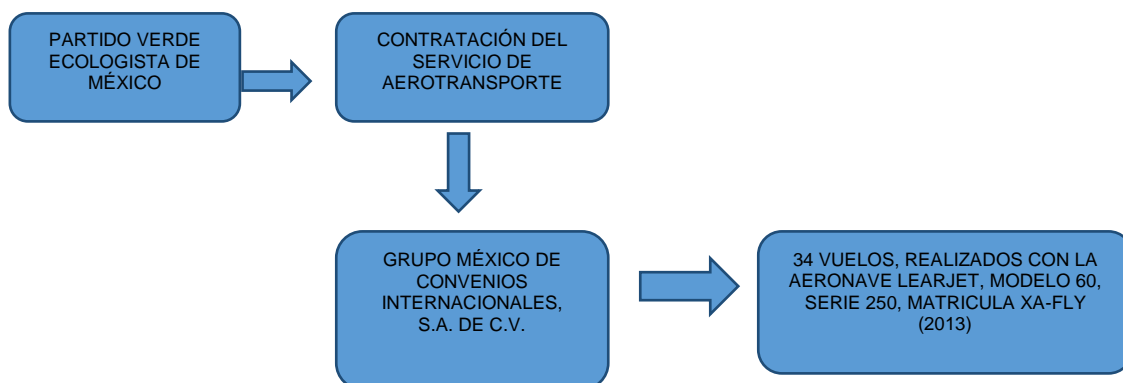 PARTIDO VERDE
ECOLOGISTA DE
MÉXICO
CONTRATACIÓN DEL
SERVICIO DE
AEROTRANSPORTE
GRUPO MÉXICO DE
CONVENIOS
INTERNACIONALES,
S.A. DE C.V.
34 VUELOS, REALIZADOS CON LA
AERONAVE LEARJET, MODELO 60,
SERIE 250, MATRICULA XA-FLY
(2013)